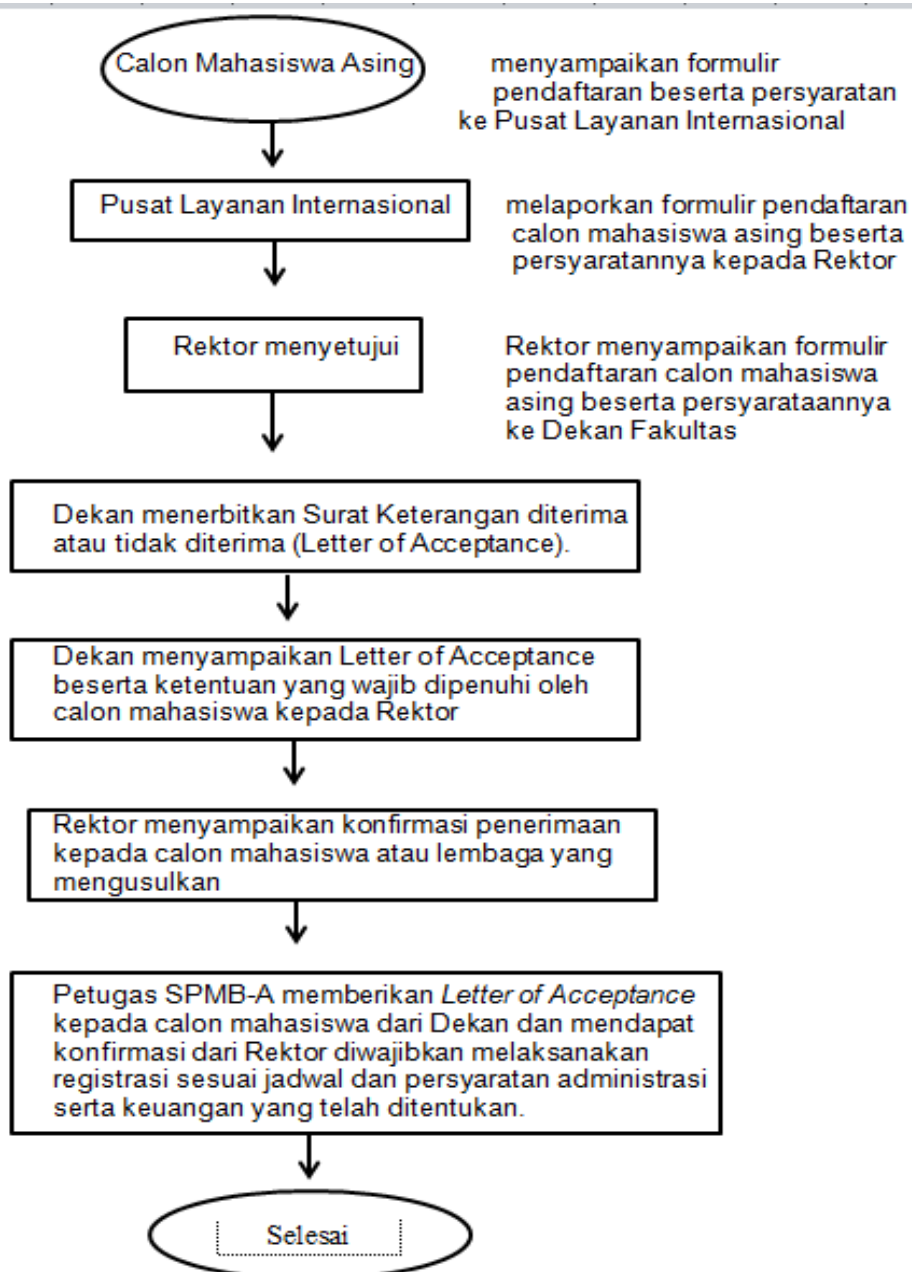 Calon Mahasiswa Asing
menyampaikan formulir
pendaftaran beserta persyaratan
ke Pusat Layanan Internasional
Pusat Layanan Internasional
melaporkan formulir pendaftaran
calon mahasiswa asing beserta
persyaratannya kepada Rektor
Rektor menyetujui
Rektor menyampaikan formulir
pendaftaran calon mahasiswa
asing beserta persyarataannya
ke Dekan Fakultas
Dekan menerbitkan Surat Keterangan diterima
atau tidak diterima (Letter of Acceptance).
Dekan menyampaikan Letter of Acceptance
beserta ketentuan yang wajib dipenuhi oleh
calon mahasiswa kepada Rektor
Rektor menyampaikan konfirmasi penerimaan
kepada calon mahasiswa atau lembaga yang
mengusulkan
Petugas SPMB-A memberikan Letter of Acceptance
kepada calon mahasiswa dari Dekan dan mendapat
konfirmasi dari Rektor diwajibkan melaksanakan
registrasi sesuai jadwal dan persyaratan administrasi
serta keuangan yang telah ditentukan.
Selesai